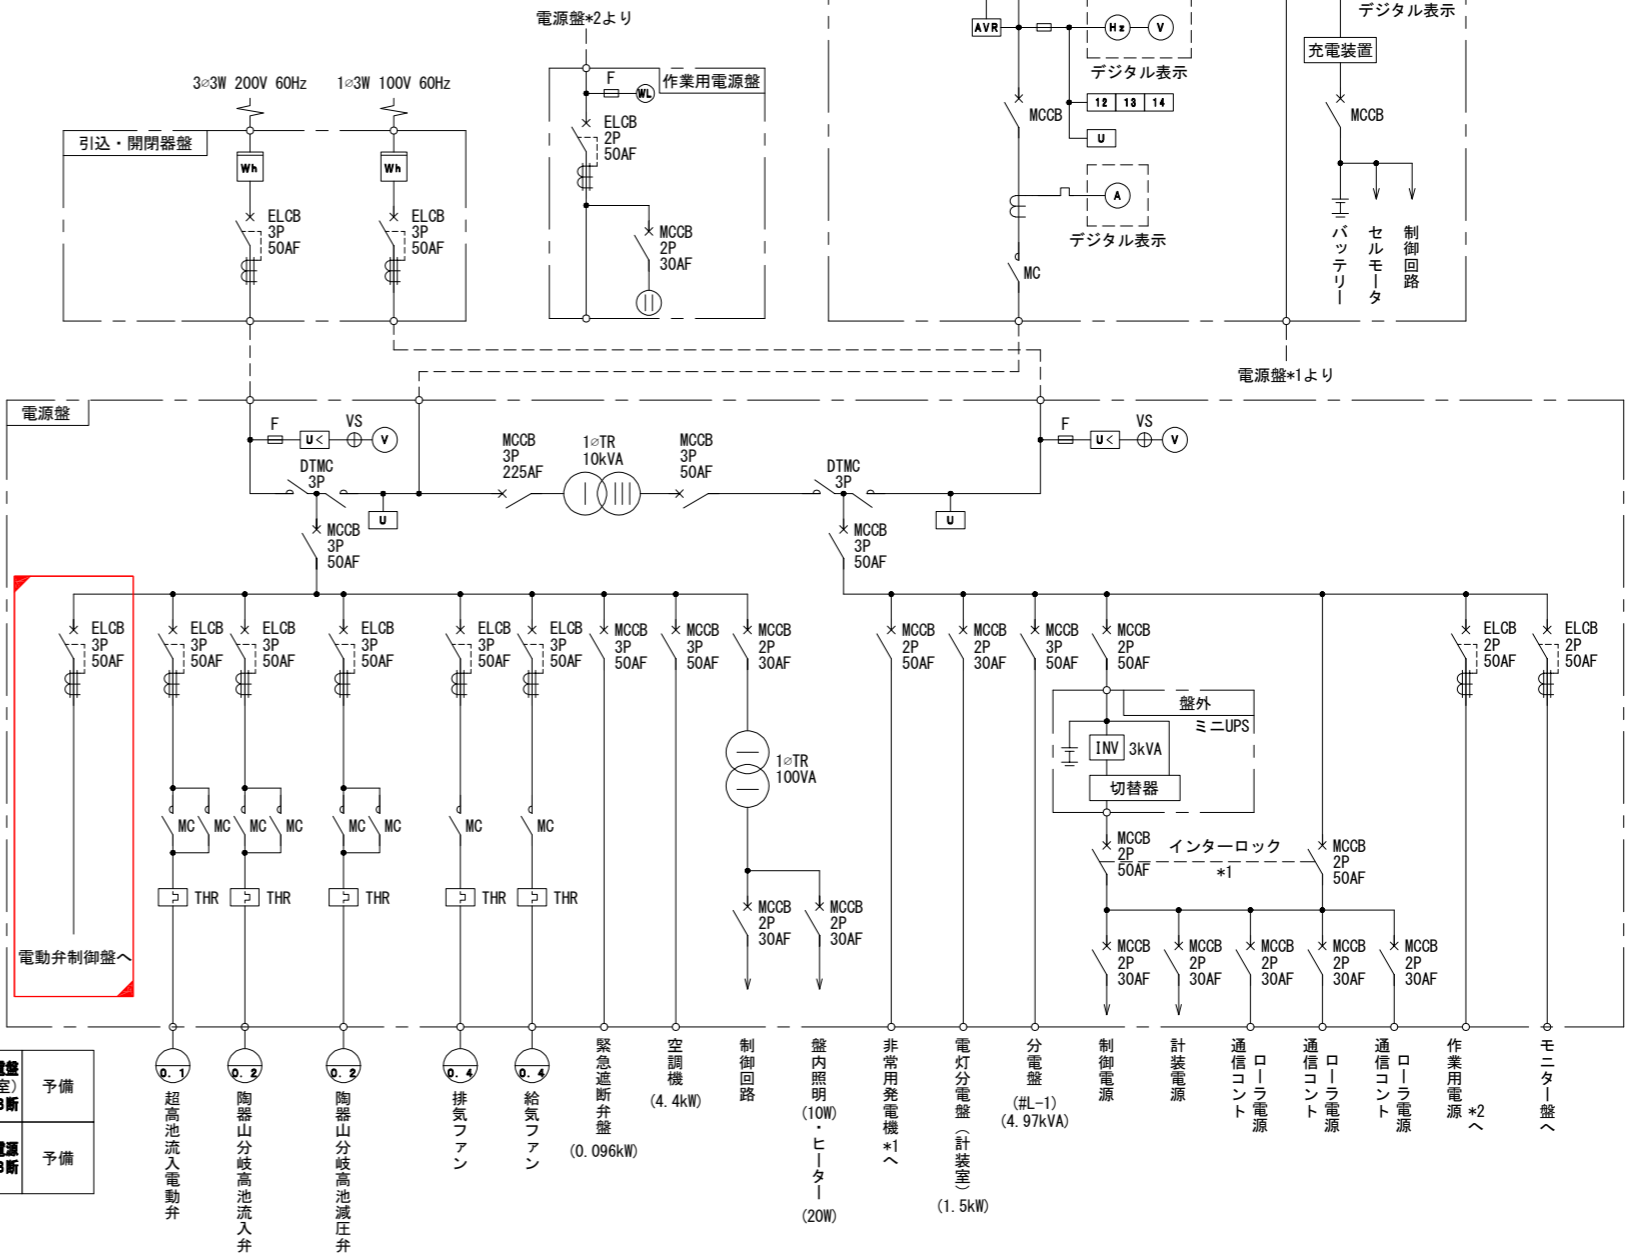 電源盤*2より
デジタル表示
AVR
Hz
V
デジタル表示
充電装置
3∅3W 200V 60Hz
1∅3W 100V 60Hz
F
WL
作業用電源盤
12 13 14
MCCB
MCCB
引込・開閉器盤
ELCB
2P
50AF
U
Wh
Wh
A
ELCB
3P
50AF
ELCB
3P
50AF
MCCB
2P
30AF
デジタル表示
バッテリー
セルモータ
制御回路
MC
電源盤*1より
電源盤
F
U<
VS
V
MCCB
3P
225AF
1∅TR
10kVA
MCCB
3P
50AF
F
U<
VS
V
DTMC
3P
DTMC
3P
U
U
MCCB
3P
50AF
MCCB
3P
50AF
ELCB
3P
50AF
ELCB
3P
50AF
ELCB
3P
50AF
ELCB
3P
50AF
ELCB
3P
50AF
ELCB
3P
50AF
MCCB
3P
50AF
MCCB
3P
50AF
MCCB
2P
30AF
MCCB
2P
50AF
MCCB
2P
30AF
MCCB
3P
50AF
MCCB
2P
50AF
ELCB
2P
50AF
ELCB
2P
50AF
盤外
ミニUPS
INV
3kVA
切替器
1∅TR
100VA
MC
MC
MC
MC
MC
MC
MC
MC
MCCB
2P
50AF
インターロック
*1
MCCB
2P
50AF
THR
THR
THR
THR
THR
MCCB
2P
30AF
MCCB
2P
30AF
電動弁制御盤へ
MCCB
2P
30AF
MCCB
2P
30AF
MCCB
2P
30AF
MCCB
2P
30AF
MCCB
2P
30AF
予備
室)
断
予備
断
0.1
超高池流入電動弁
0.2
陶器山分岐高池流入弁
0.2
陶器山分岐高池減圧弁
0.4
排気ファン
0.4
給気ファン
緊急遮断弁盤
(0.096kW)
空調機
(4.4kW)
制御回路
盤内照明(10W)・ヒーター(20W)
非常用発電機*1へ
電灯分電盤(計装室)
(1.5kW)
分電盤
(#L-1)
(4.97kVA)
制御電源
計装電源
通信コント
ローラ電源
通信コント
ローラ電源
通信コント
ローラ電源
作業用電源*2へ
モニター盤へ